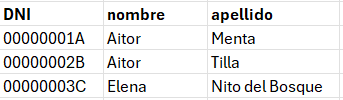 DNI nombre apellido
00000001A Aitor Menta
00000002B Aitor Tilla
00000003C Elena Nito del Bosque